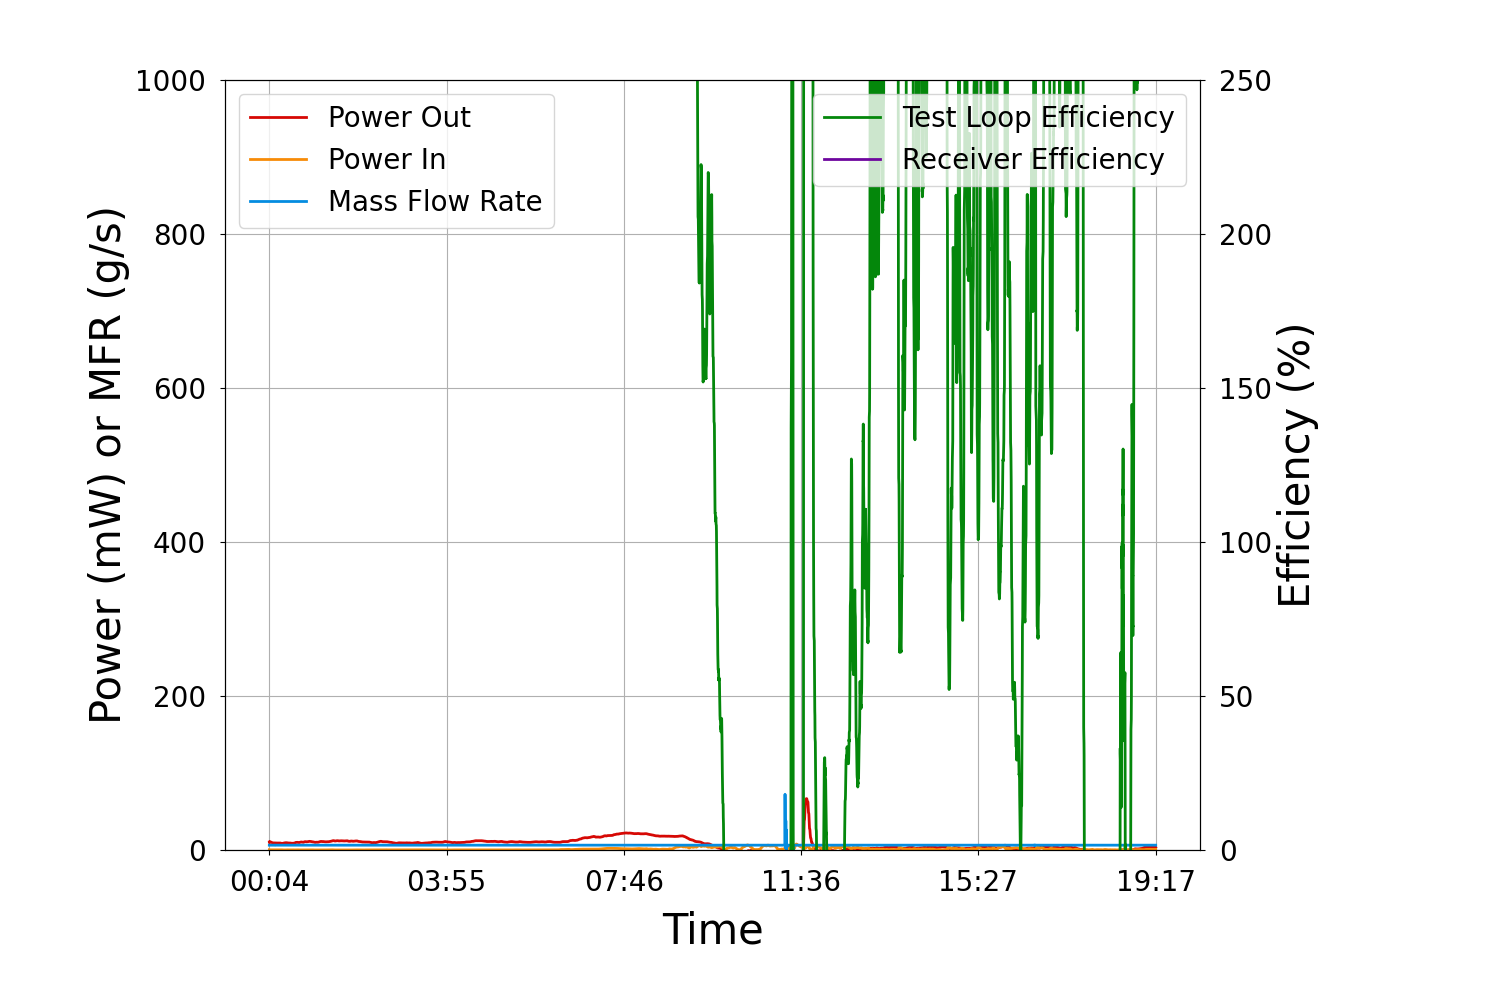 1000
800
600
400
200
0
Power (mW) or MFR (g/s)
Power Out
Power In
Mass Flow Rate
Test Loop Efficiency
Receiver Efficiency
250
200
150
100
50
0
Efficiency (%)
00:04 03:55 07:46 11:36 15:27 19:17
Time